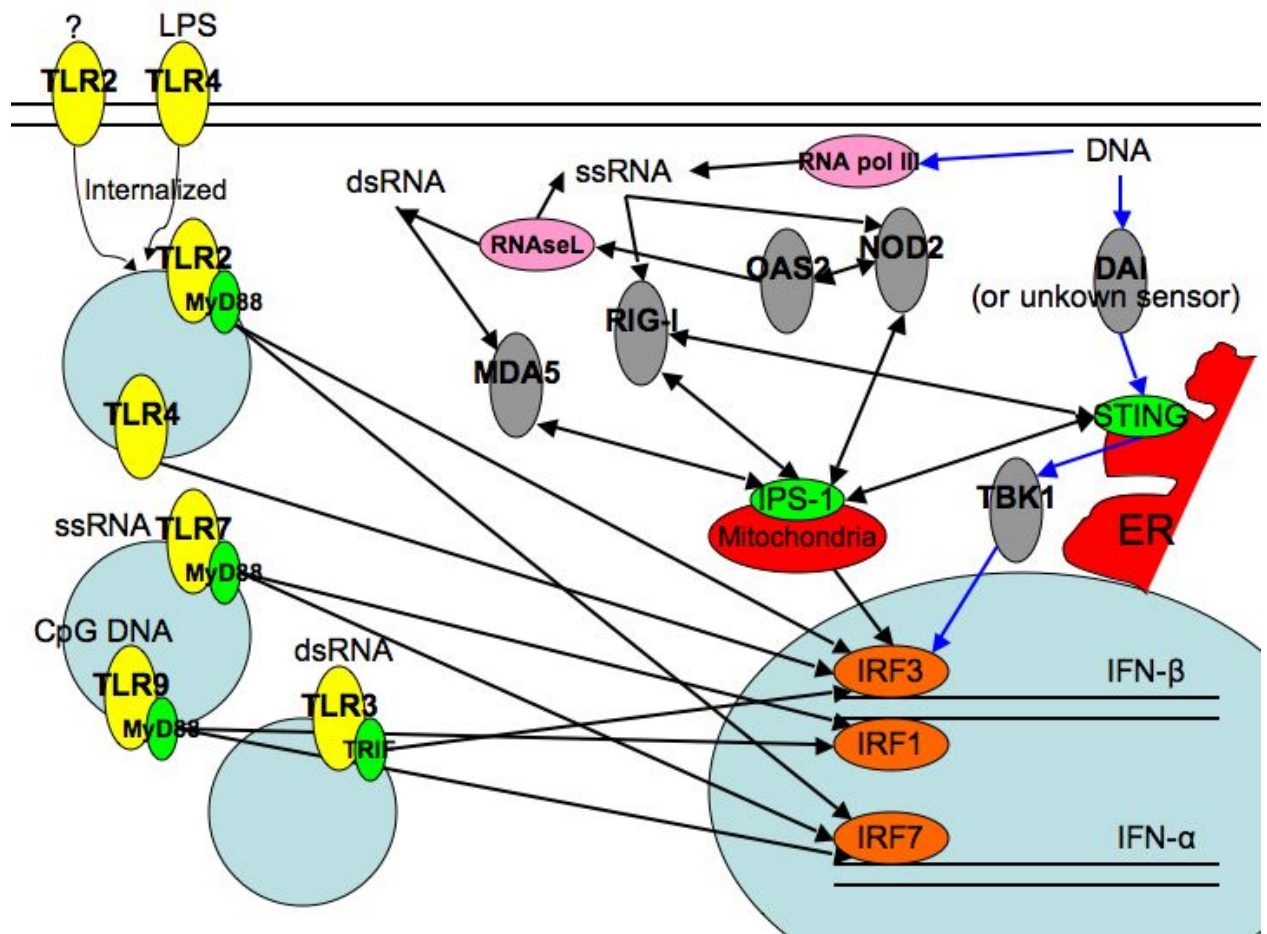 ?
LPS
TLR2
TLR4
Internalized
dsRNA
ssRNA
RNA pol III
DNA
RNAseL
TLR2
MyD88
OAS2
NOD2
DAI
(or unkown sensor)
RIG-I
MDA5
TLR4
STING
IPS-1
Mitochondria
TBK1
ER
ssRNA
TLR7
MyD88
CpG DNA
TLR9
MyD88
dsRNA
TLR3
TRIF
IRF3
IFN-β
IRF1
IRF7
IFN-α